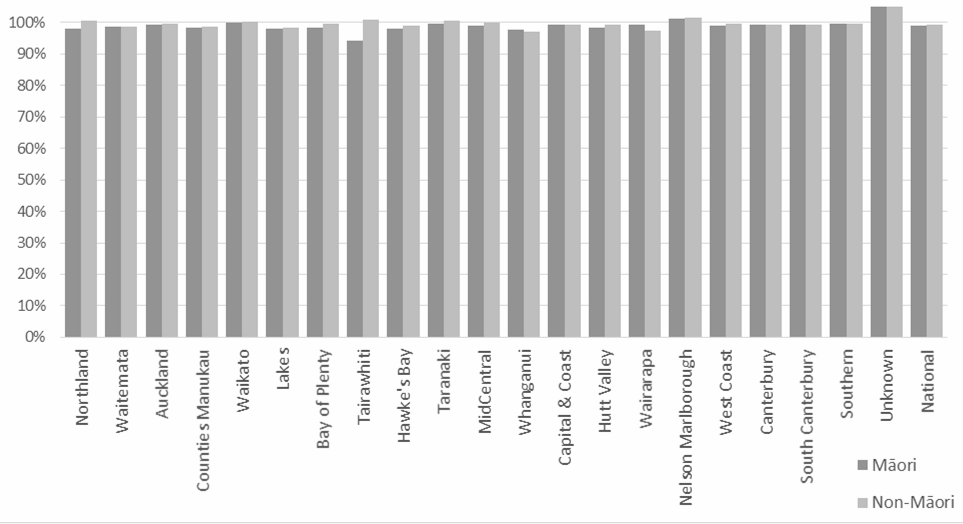 100%
90%
80%
70%
60%
50%
40%
30%
20%
10%
0%
Northland
Waitemata
Auckland
Counties Manukau
Waikato
Lakes
Bay of Plenty
Tairawhiti
Hawke's Bay
Taranaki
MidCentral
Whanganui
Capital & Coast
Hutt Valley
Wairarapa
Nelson Marlborough
West Coast
Canterbury
South Canterbury
Southern
Unknown
National
Māori
Non-Māori